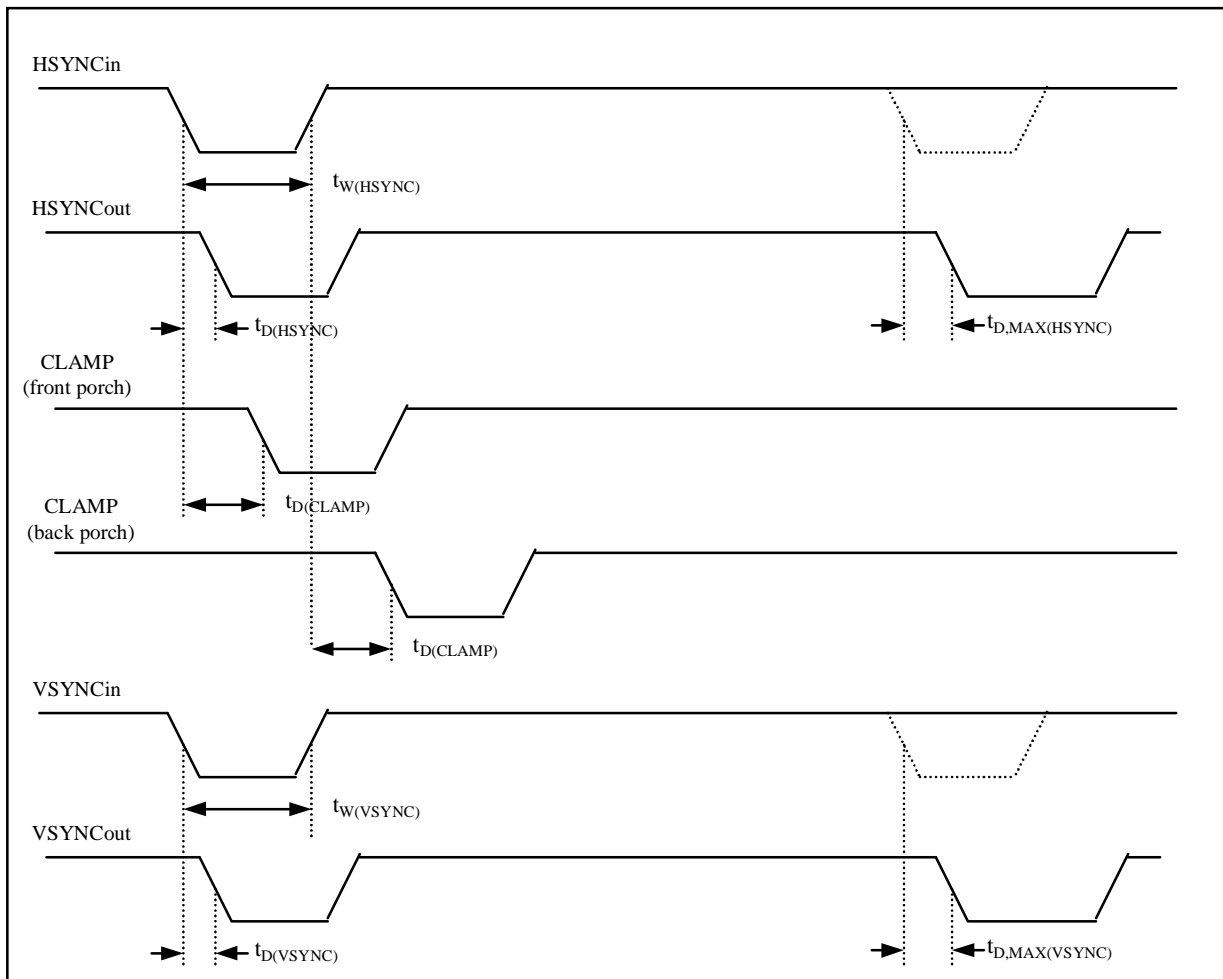 HSYNCin
tW(HSYNC)
HSYNCout
tD(HSYNC)
tD,MAX(HSYNC)
CLAMP
(front porch)
tD(CLAMP)
CLAMP
(back porch)
tD(CLAMP)
VSYNCin
tW(VSYNC)
VSYNCout
tD(VSYNC)
tD,MAX(VSYNC)